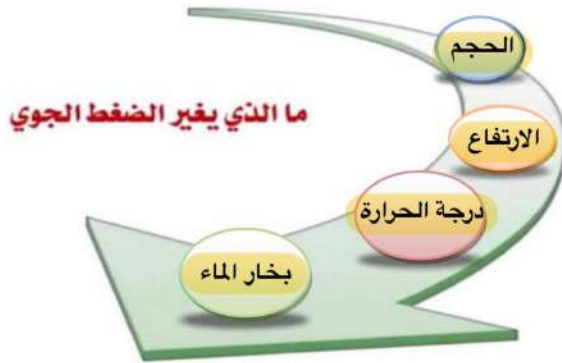 ما الذي يغير الضغط الجوي
الحجم
الارتفاع
درجة الحرارة
بخار الماء